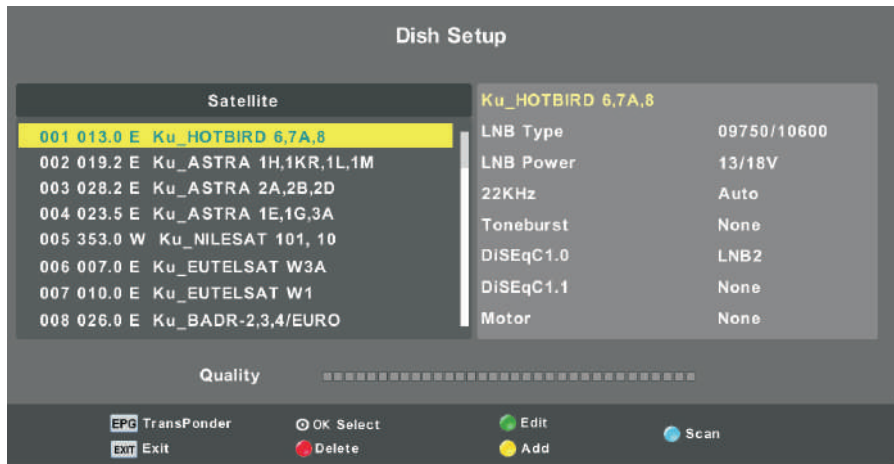 Dish Setup
Satellite
001 013.0 E Ku_HOTBIRD 6,7A,8
002 019.2 E Ku_ASTRA 1H,1KR,1L,1M
003 028.2 E Ku_ASTRA 2A,2B,2D
004 023.5 E Ku_ASTRA 1E,1G,3A
005 353.0 W Ku_NILESAT 101, 10
006 007.0 E Ku_EUTELSAT W3A
007 010.0 E Ku_EUTELSAT W1
008 026.0 E Ku_BADR-2,3,4/EURO
Ku_HOTBIRD 6,7A,8
LNB Type 09750/10600
LNB Power 13/18V
22KHz Auto
Toneburst None
DiSEqC1.0 LNB2
DiSEqC1.1 None
Motor None
Quality
EPG TransPonder OK Select Edit Scan
EXIT Exit Delete Add